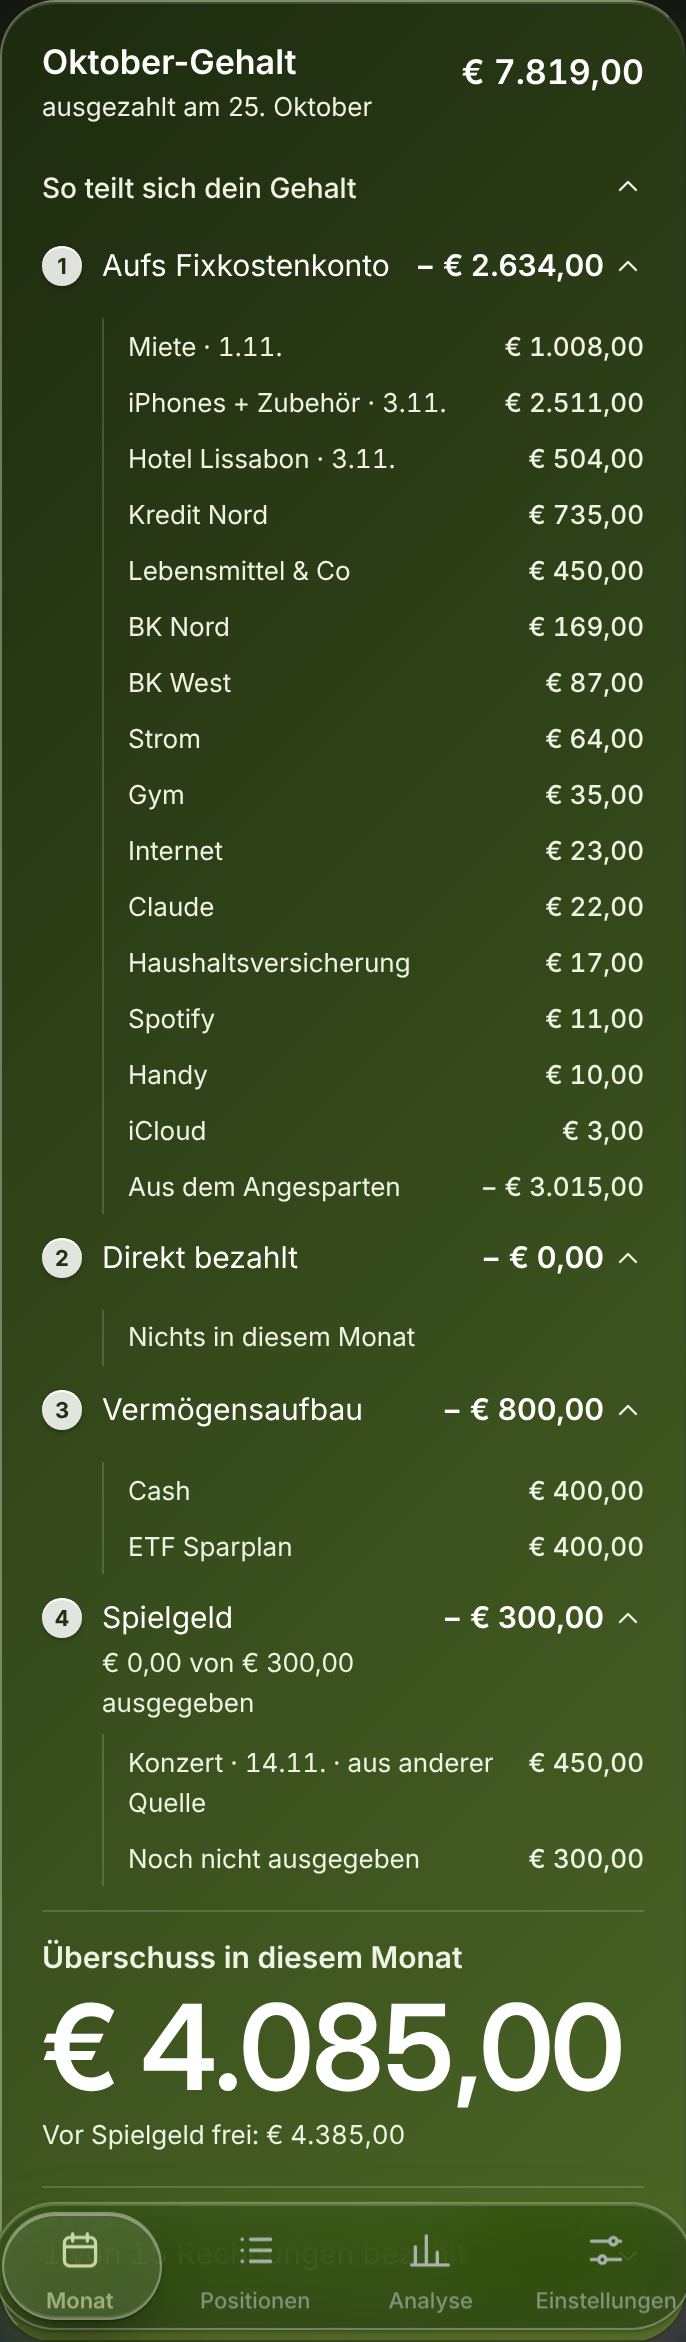 Oktober-Gehalt
€ 7.819,00
ausgezahlt am 25. Oktober
So teilt sich dein Gehalt
1 Aufs Fixkostenkonto – € 2.634,00
Miete · 1.11. € 1.008,00
iPhones + Zubehör · 3.11. € 2.511,00
Hotel Lissabon · 3.11. € 504,00
Kredit Nord € 735,00
Lebensmittel & Co € 450,00
BK Nord € 169,00
BK West € 87,00
Strom € 64,00
Gym € 35,00
Internet € 23,00
Claude € 22,00
Haushaltsversicherung € 17,00
Spotify € 11,00
Handy € 10,00
iCloud € 3,00
Aus dem Angesparten – € 3.015,00
2 Direkt bezahlt – € 0,00
Nichts in diesem Monat
3 Vermögensaufbau – € 800,00
Cash € 400,00
ETF Sparplan € 400,00
4 Spielgeld – € 300,00
€ 0,00 von € 300,00
ausgegeben
Konzert · 14.11. · aus anderer € 450,00
Quelle
Noch nicht ausgegeben € 300,00
Überschuss in diesem Monat
€ 4.085,00
Vor Spielgeld frei: € 4.385,00
von Rechnungen bezahlt
Monat Positionen Analyse Einstellungen